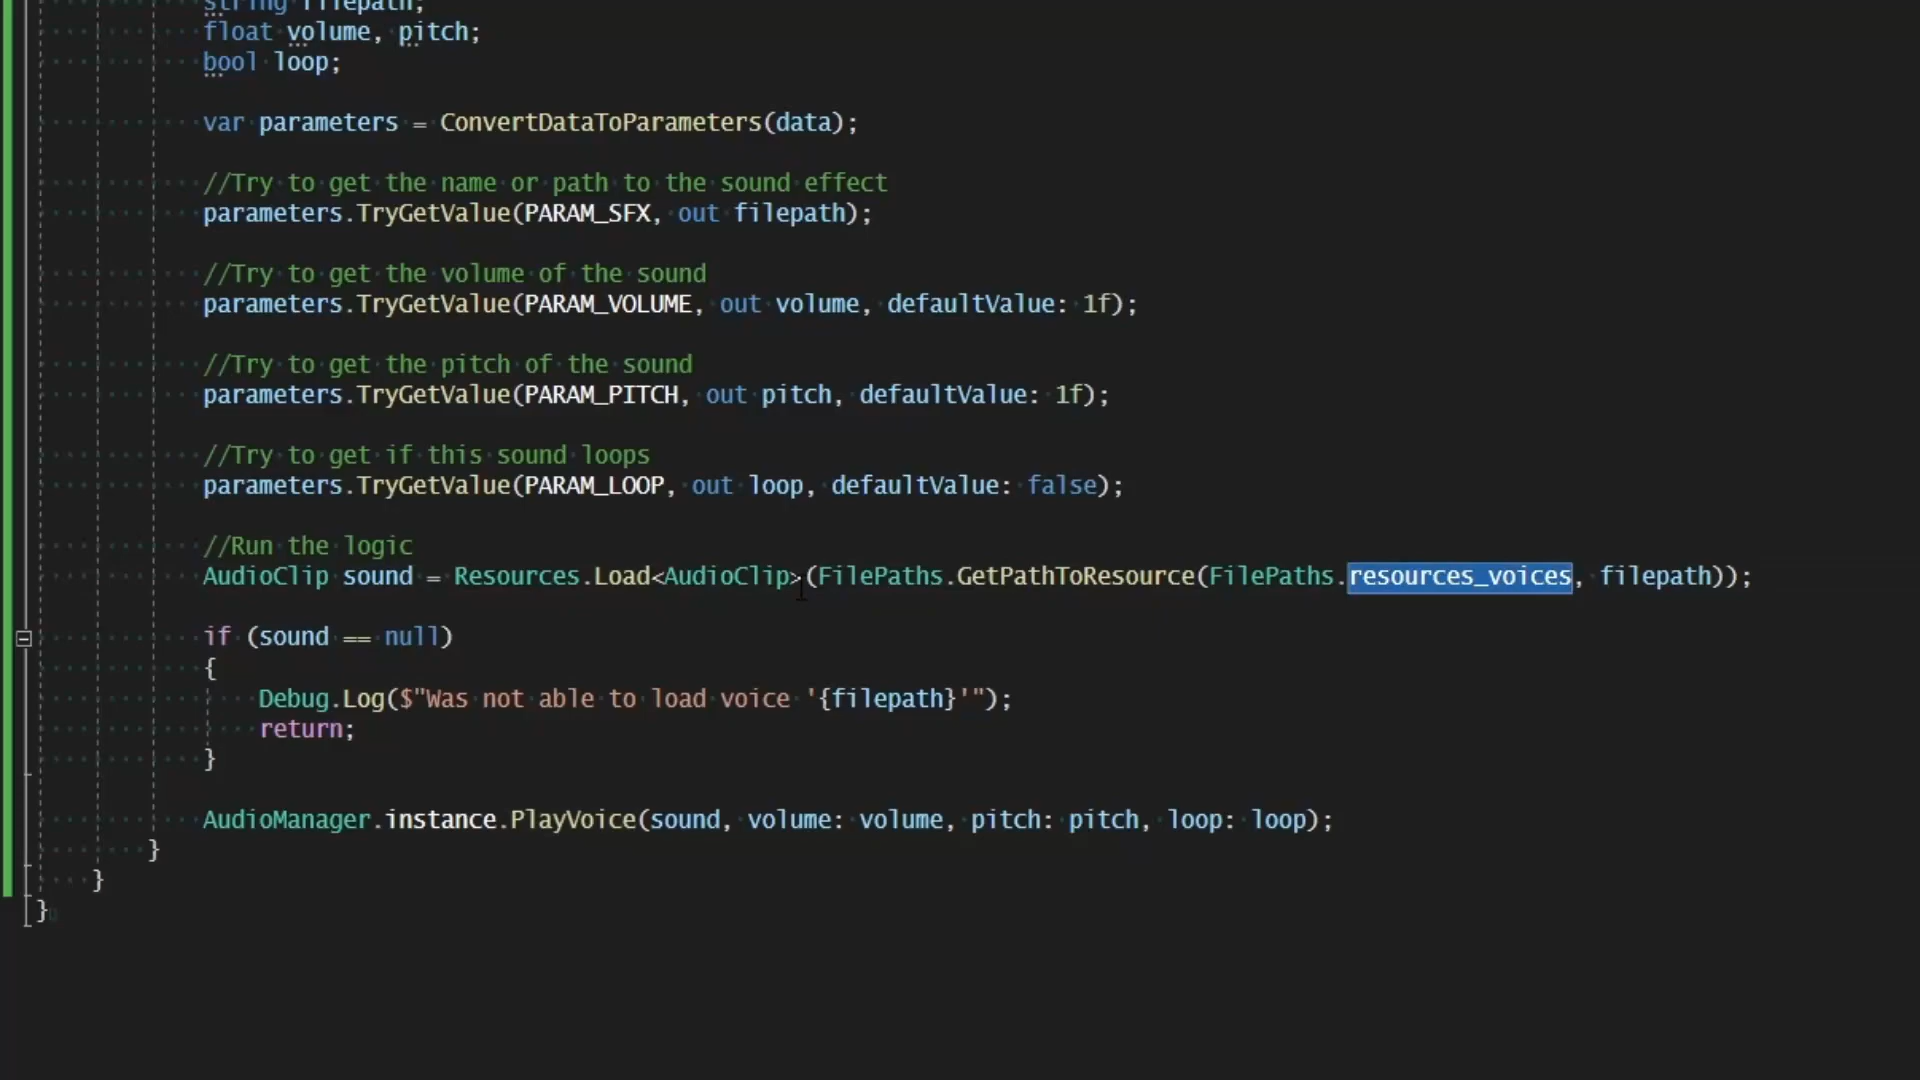 string filepath;
float volume, pitch;
bool loop;
var parameters = ConvertDataToParameters(data);
//Try to get the name or path to the sound effect
parameters.TryGetValue(PARAM_SFX, out filepath);
//Try to get the volume of the sound
parameters.TryGetValue(PARAM_VOLUME, out volume, defaultValue: 1f);
//Try to get the pitch of the sound
parameters.TryGetValue(PARAM_PITCH, out pitch, defaultValue: 1f);
//Try to get if this sound loops
parameters.TryGetValue(PARAM_LOOP, out loop, defaultValue: false);
//Run the logic
AudioClip sound = Resources.Load<AudioClip>(FilePaths.GetPathToResource(FilePaths.resources_voices, filepath));
if (sound == null)
{
Debug.Log($"Was not able to load voice '{filepath}'");
return;
}
AudioManager.instance.PlayVoice(sound, volume: volume, pitch: pitch, loop: loop);
}
}
}